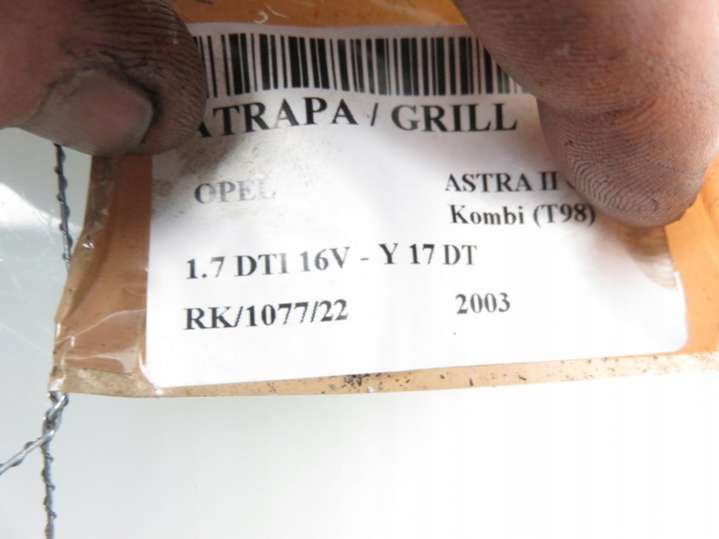 ATRAPA / GRILL
OPEL ASTRA II
Kombi (T98)
1.7 DTI 16V - Y 17 DT
RK/1077/22 2003